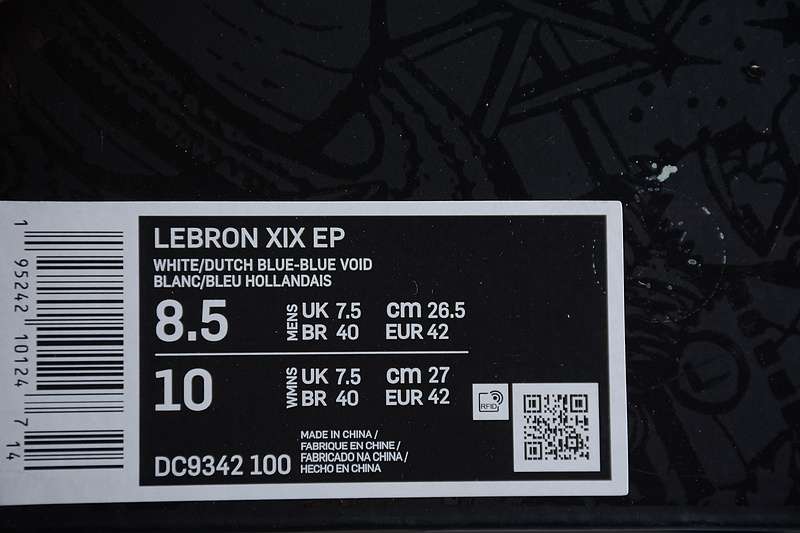 LEBRON XIX EP
WHITE/DUTCH BLUE-BLUE VOID
BLANC/BLEU HOLLANDAIS
8.5 MENS UK 7.5 cm 26.5
BR 40 EUR 42
10 WMNS UK 7.5 cm 27
BR 40 EUR 42
RFID
DC9342 100
MADE IN CHINA /
FABRIQUE EN CHINE /
FABRICADO NA CHINA /
HECHO EN CHINA
1 95242 10124 7 14